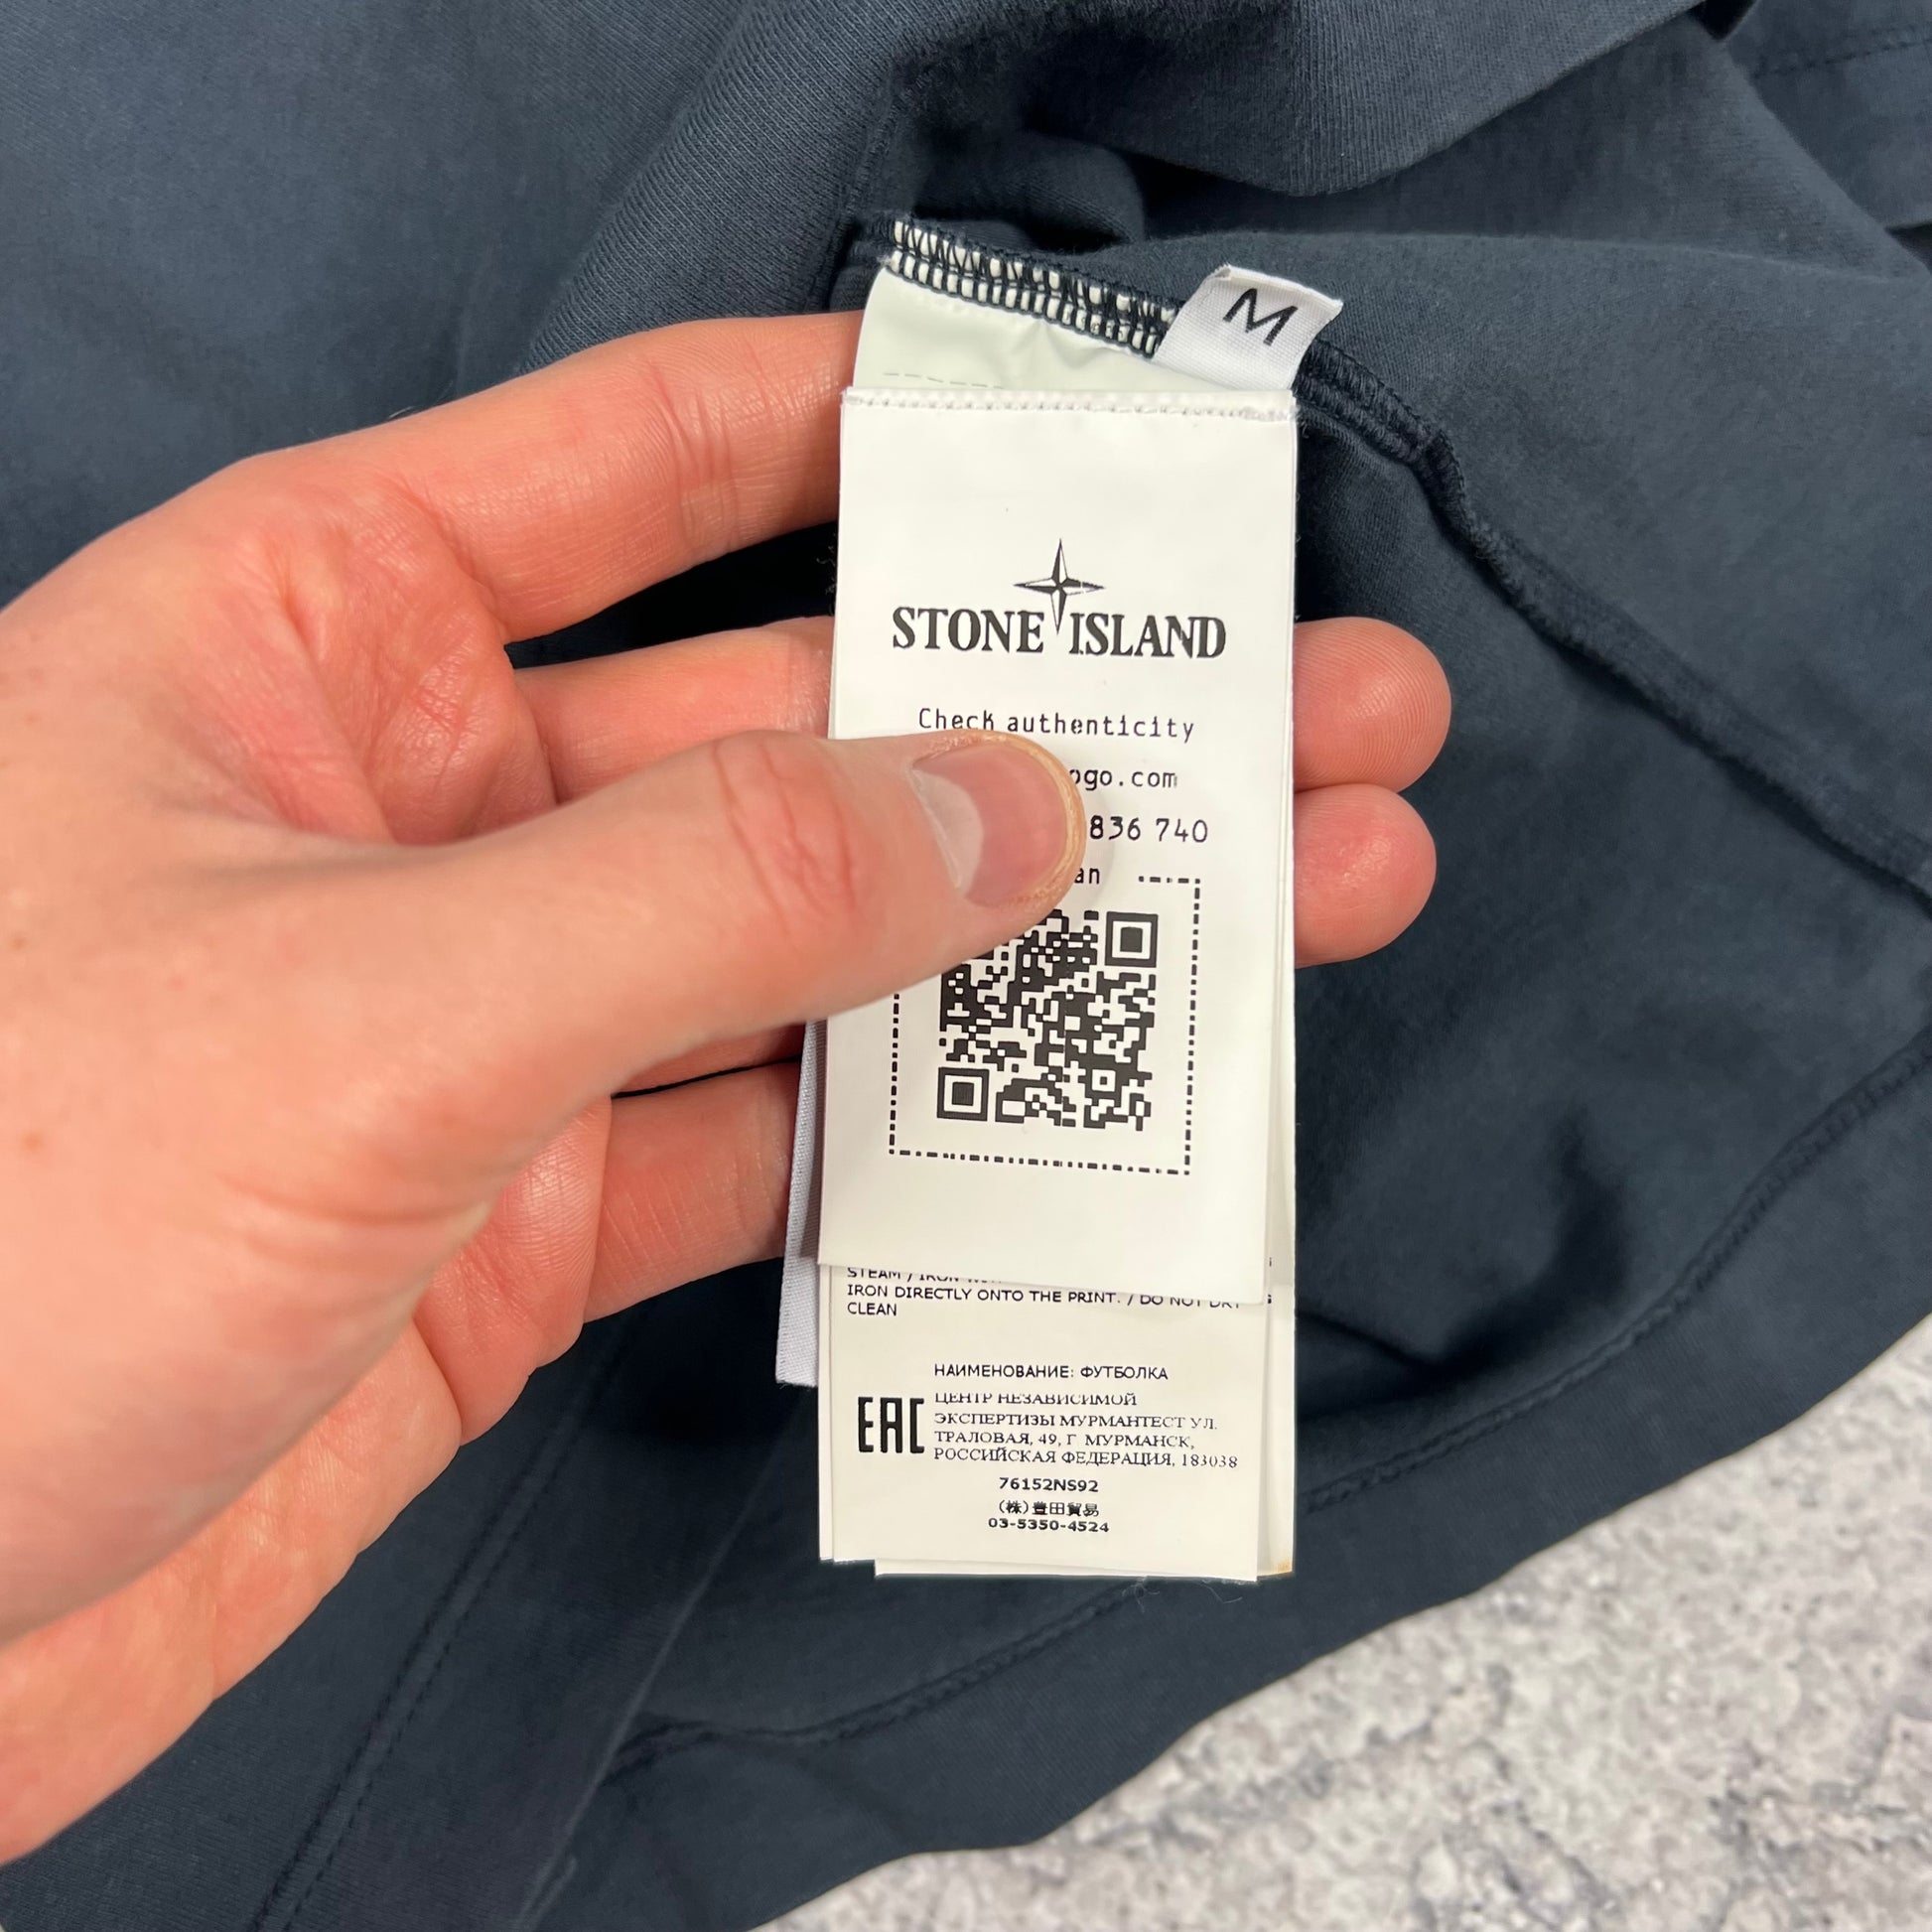 M
STONE ISLAND
Check authenticity
ogo.com
836 740
an
IRON DIRECTLY ONTO THE PRINT. / DO NOT DRY
CLEAN
НАИМЕНОВАНИЕ: ФУТБОЛКА
EAC
ЦЕНТР НЕЗАВИСИМОЙ
ЭКСПЕРТИЗЫ МУРМАНТЕСТ УЛ.
ТРАЛОВАЯ, 49, Г МУРМАНСК,
РОССИЙСКАЯ ФЕДЕРАЦИЯ, 183038
76152NS92
(株)豊田貿易
03-5350-4524